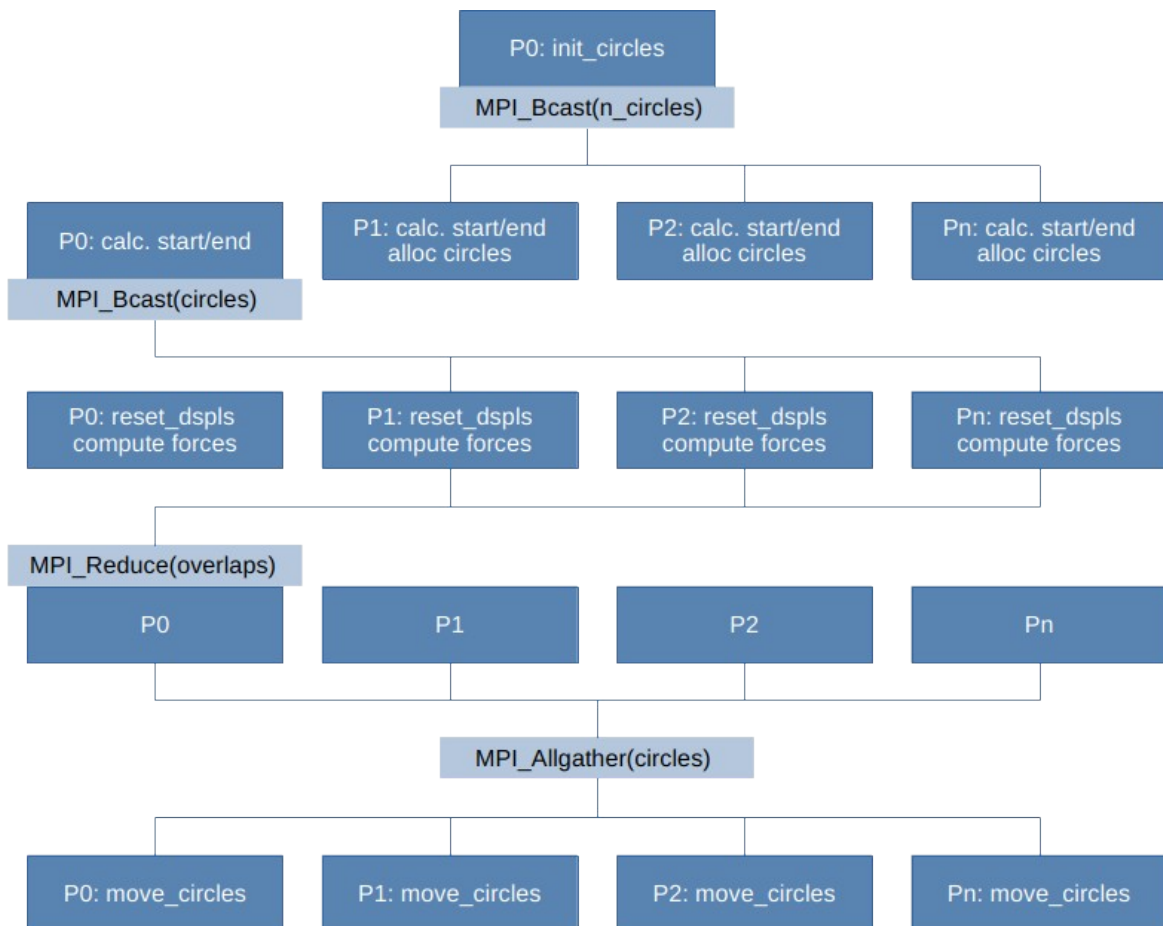 P0: init_circles
MPI_Bcast(n_circles)
P0: calc. start/end
P1: calc. start/end
alloc circles
P2: calc. start/end
alloc circles
Pn: calc. start/end
alloc circles
MPI_Bcast(circles)
P0: reset_dspls
compute forces
P1: reset_dspls
compute forces
P2: reset_dspls
compute forces
Pn: reset_dspls
compute forces
MPI_Reduce(overlaps)
P0
P1
P2
Pn
MPI_Allgather(circles)
P0: move_circles
P1: move_circles
P2: move_circles
Pn: move_circles